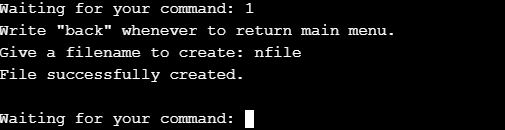 Waiting for your command: 1
Write "back" whenever to return main menu.
Give a filename to create: nfile
File successfully created.
Waiting for your command: